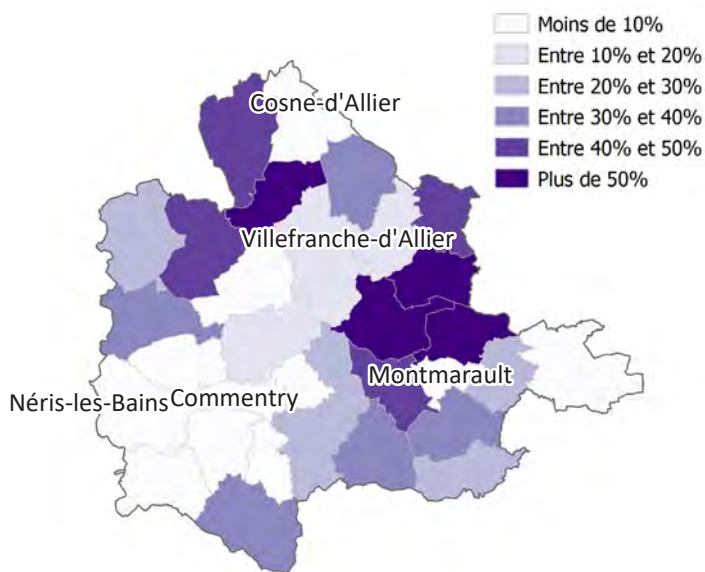 Moins de 10%
Entre 10% et 20%
Entre 20% et 30%
Entre 30% et 40%
Entre 40% et 50%
Plus de 50%
Cosne-d'Allier
Villefranche-d'Allier
Montmarault
Néris-les-Bains
Commentry